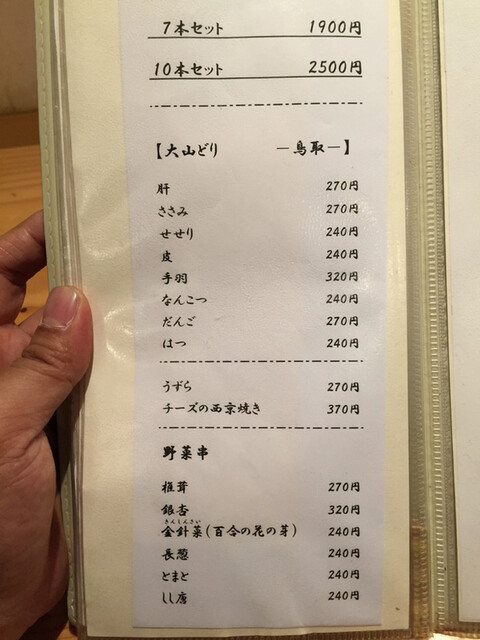 7本セット 1900円
10本セット 2500円
【大山どり ー鳥取ー】
肝 270円
ささみ 270円
せせり 240円
皮 240円
手羽 320円
なんこつ 240円
だんご 270円
はつ 240円
うずら 270円
チーズの西京焼き 370円
野菜串
椎茸 270円
銀杏 320円
きんしんさい
金針菜(百合の花の芽) 240円
長葱 240円
とまと 240円
しし唐 240円